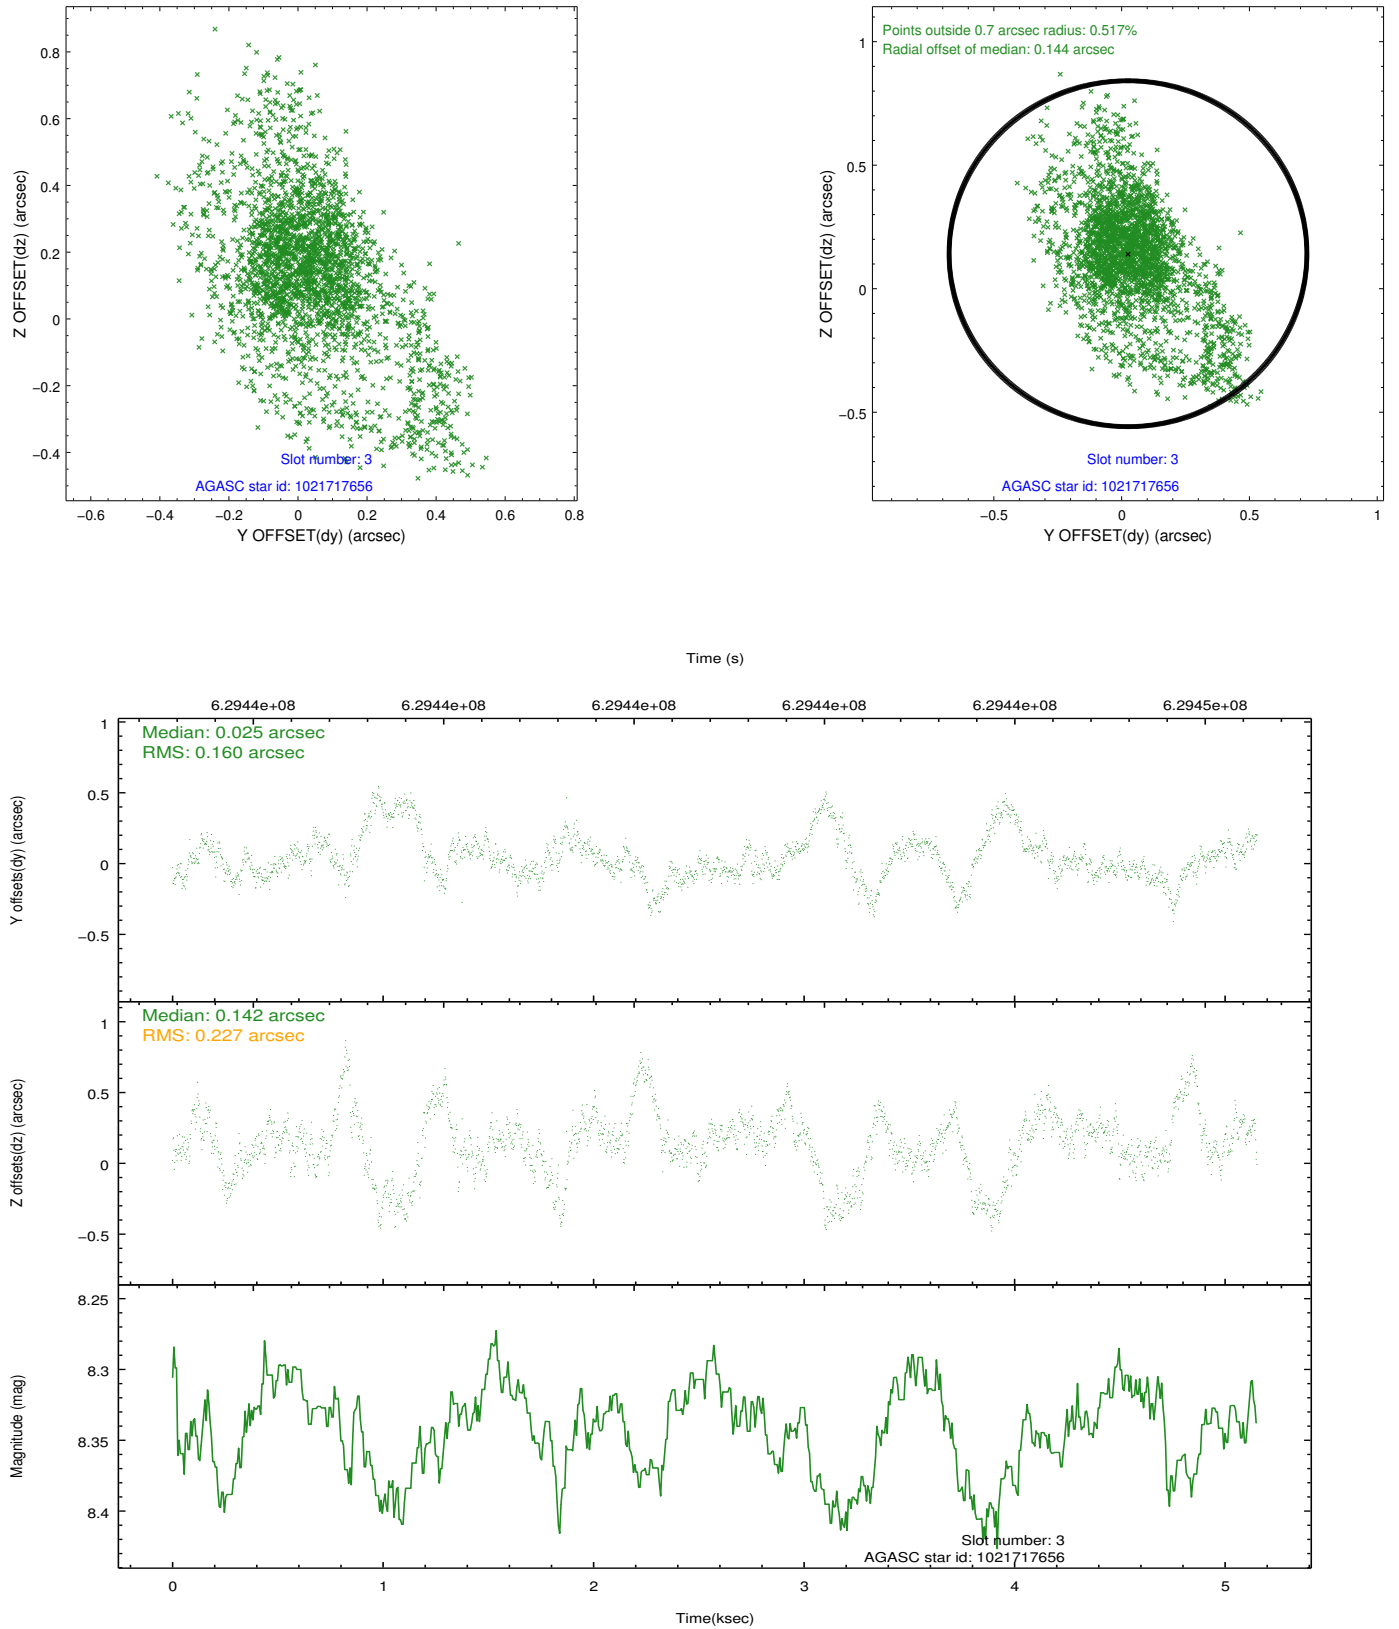 0.8
0.6
0.4
0.2
0
−0.2
−0.4
−0.6
−0.4
−0.2
0
0.2
0.4
0.6
0.8
Z OFFSET(dz) (arcsec)
Y OFFSET(dy) (arcsec)
Slot number: 3
AGASC star id: 1021717656
Points outside 0.7 arcsec radius: 0.517%
Radial offset of median: 0.144 arcsec
1
0.5
0
−0.5
−0.5
0
0.5
1
Z OFFSET(dz) (arcsec)
Y OFFSET(dy) (arcsec)
Slot number: 3
AGASC star id: 1021717656
Time (s)
6.2944e+08
6.2944e+08
6.2944e+08
6.2944e+08
6.2944e+08
6.2945e+08
Median: 0.025 arcsec
RMS: 0.160 arcsec
1
0.5
0
−0.5
Y offsets(dy) (arcsec)
Median: 0.142 arcsec
RMS: 0.227 arcsec
1
0.5
0
−0.5
Z offsets(dz) (arcsec)
8.25
8.3
8.35
8.4
Magnitude (mag)
Slot number: 3
AGASC star id: 1021717656
0
1
2
3
4
5
Time(ksec)